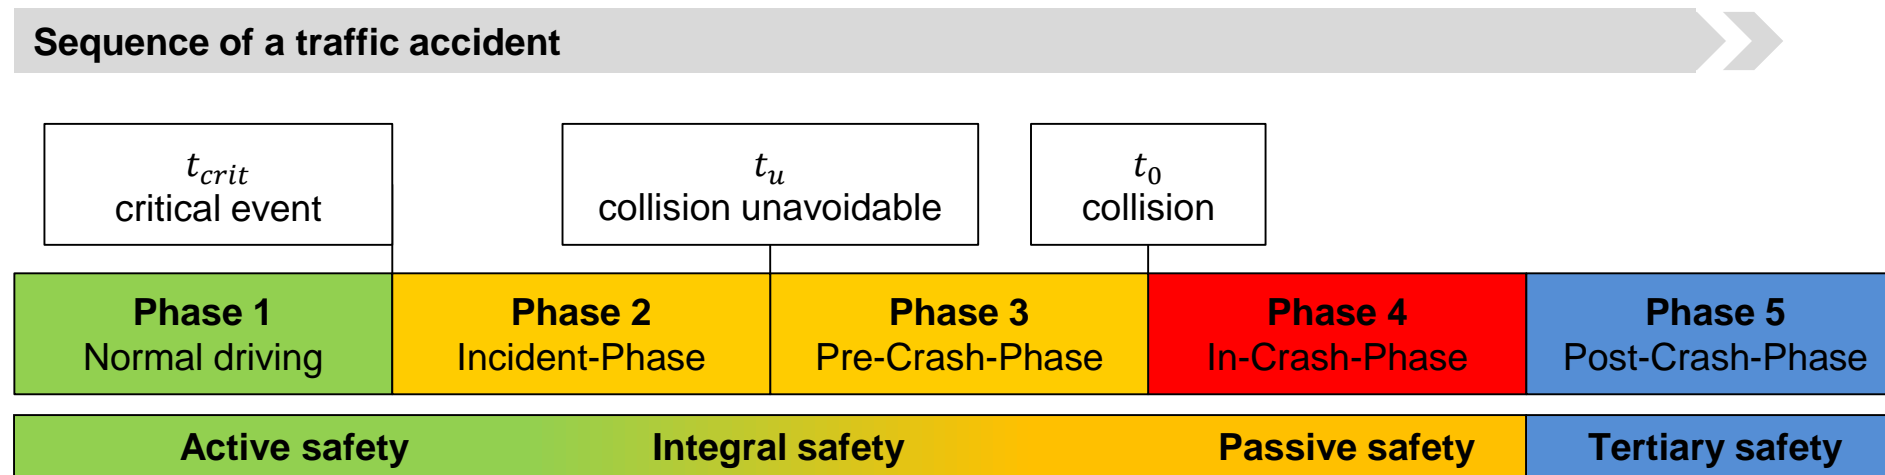 Sequence of a traffic accident
t_crit
critical event
t_u
collision unavoidable
t_0
collision
Phase 1
Normal driving
Phase 2
Incident-Phase
Phase 3
Pre-Crash-Phase
Phase 4
In-Crash-Phase
Phase 5
Post-Crash-Phase
Active safety
Integral safety
Passive safety
Tertiary safety